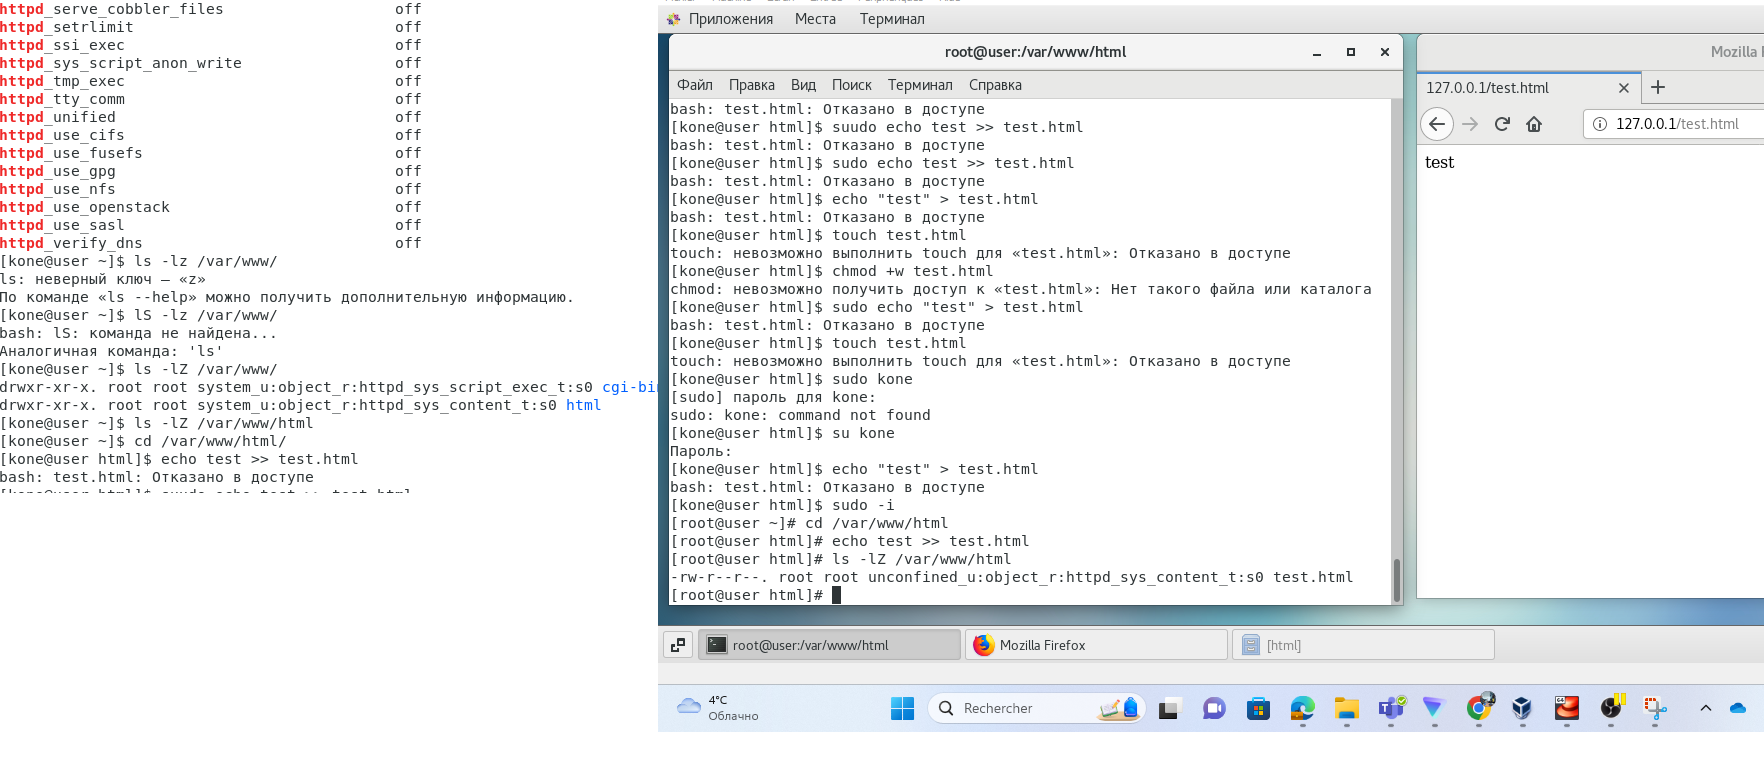 httpd_serve_cobbler_files off
httpd_setrlimit off
httpd_ssi_exec off
httpd_sys_script_anon_write off
httpd_tmp_exec off
httpd_tty_comm off
httpd_unified off
httpd_use_cifs off
httpd_use_fusefs off
httpd_use_gpg off
httpd_use_nfs off
httpd_use_openstack off
httpd_use_sasl off
httpd_verify_dns off
[kone@user ~]$ ls -lz /var/www/
ls: неверный ключ — «z»
По команде «ls --help» можно получить дополнительную информацию.
[kone@user ~]$ lS -lz /var/www/
bash: lS: команда не найдена...
Аналогичная команда: 'ls'
[kone@user ~]$ ls -lZ /var/www/
drwxr-xr-x. root root system_u:object_r:httpd_sys_script_exec_t:s0 cgi-bin
drwxr-xr-x. root root system_u:object_r:httpd_sys_content_t:s0 html
[kone@user ~]$ ls -lZ /var/www/html
[kone@user ~]$ cd /var/www/html/
[kone@user html]$ echo test >> test.html
bash: test.html: Отказано в доступе
Приложения Места Терминал
root@user:/var/www/html
Файл Правка Вид Поиск Терминал Справка
bash: test.html: Отказано в доступе
[kone@user html]$ suudo echo test >> test.html
bash: test.html: Отказано в доступе
[kone@user html]$ sudo echo test >> test.html
bash: test.html: Отказано в доступе
[kone@user html]$ echo "test" > test.html
bash: test.html: Отказано в доступе
[kone@user html]$ touch test.html
touch: невозможно выполнить touch для «test.html»: Отказано в доступе
[kone@user html]$ chmod +w test.html
chmod: невозможно получить доступ к «test.html»: Нет такого файла или каталога
[kone@user html]$ sudo echo "test" > test.html
bash: test.html: Отказано в доступе
[kone@user html]$ touch test.html
touch: невозможно выполнить touch для «test.html»: Отказано в доступе
[kone@user html]$ sudo kone
[sudo] пароль для kone:
sudo: kone: command not found
[kone@user html]$ su kone
Пароль:
[kone@user html]$ echo "test" > test.html
bash: test.html: Отказано в доступе
[kone@user html]$ sudo -i
[root@user ~]# cd /var/www/html
[root@user html]# echo test >> test.html
[root@user html]# ls -lZ /var/www/html
-rw-r--r--. root root unconfined_u:object_r:httpd_sys_content_t:s0 test.html
[root@user html]#
Mozilla
127.0.0.1/test.html
127.0.0.1/test.html
test
root@user:/var/www/html
Mozilla Firefox
[html]
4°C
Облачно
Rechercher